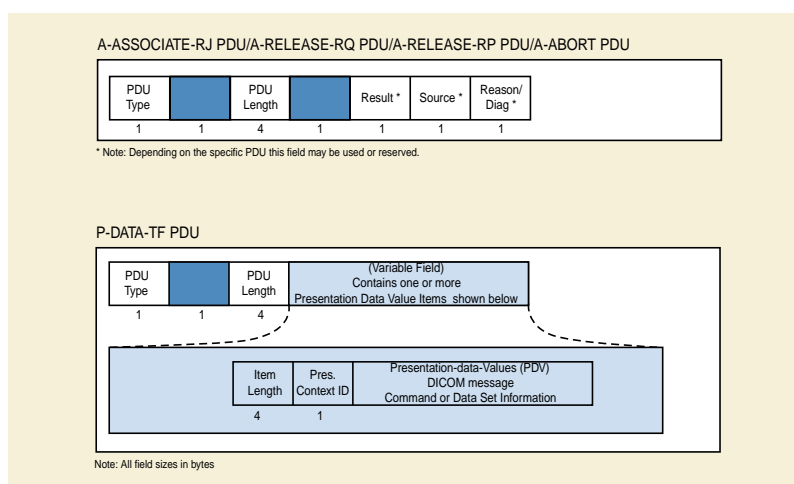 A-ASSOCIATE-RJ PDU/A-RELEASE-RQ PDU/A-RELEASE-RP PDU/A-ABORT PDU
PDU Type
PDU Length
Result *
Source *
Reason/ Diag *
1 1 4 1 1 1 1
* Note: Depending on the specific PDU this field may be used or reserved.
P-DATA-TF PDU
PDU Type
PDU Length
(Variable Field)
Contains one or more
Presentation Data Value Items shown below
1 1 4
Item Length
Pres. Context ID
Presentation-data-Values (PDV)
DICOM message
Command or Data Set Information
4 1
Note: All field sizes in bytes